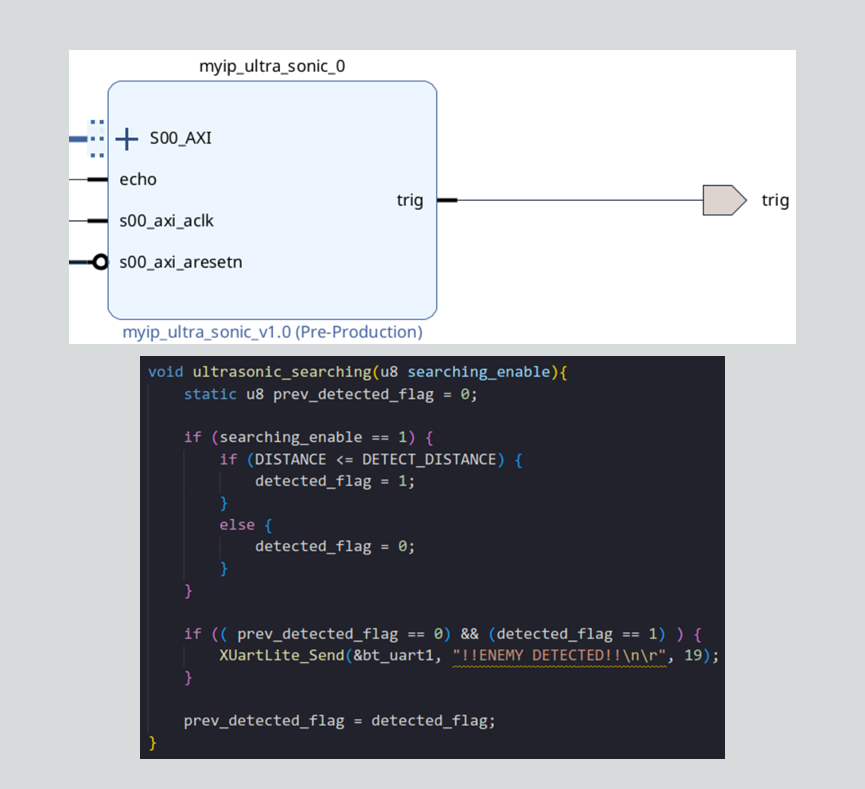 myip_ultra_sonic_0
S00_AXI
echo
trig
trig
s00_axi_aclk
s00_axi_aresetn
myip_ultra_sonic_v1.0 (Pre-Production)
void ultrasonic_searching(u8 searching_enable){
    static u8 prev_detected_flag = 0;
    if (searching_enable == 1) {
        if (DISTANCE <= DETECT_DISTANCE) {
            detected_flag = 1;
        }
        else {
            detected_flag = 0;
        }
    }
    if (( prev_detected_flag == 0) && (detected_flag == 1) ) {
        XUartLite_Send(&bt_uart1, "!!ENEMY DETECTED!!\n\r", 19);
    }
    prev_detected_flag = detected_flag;
}